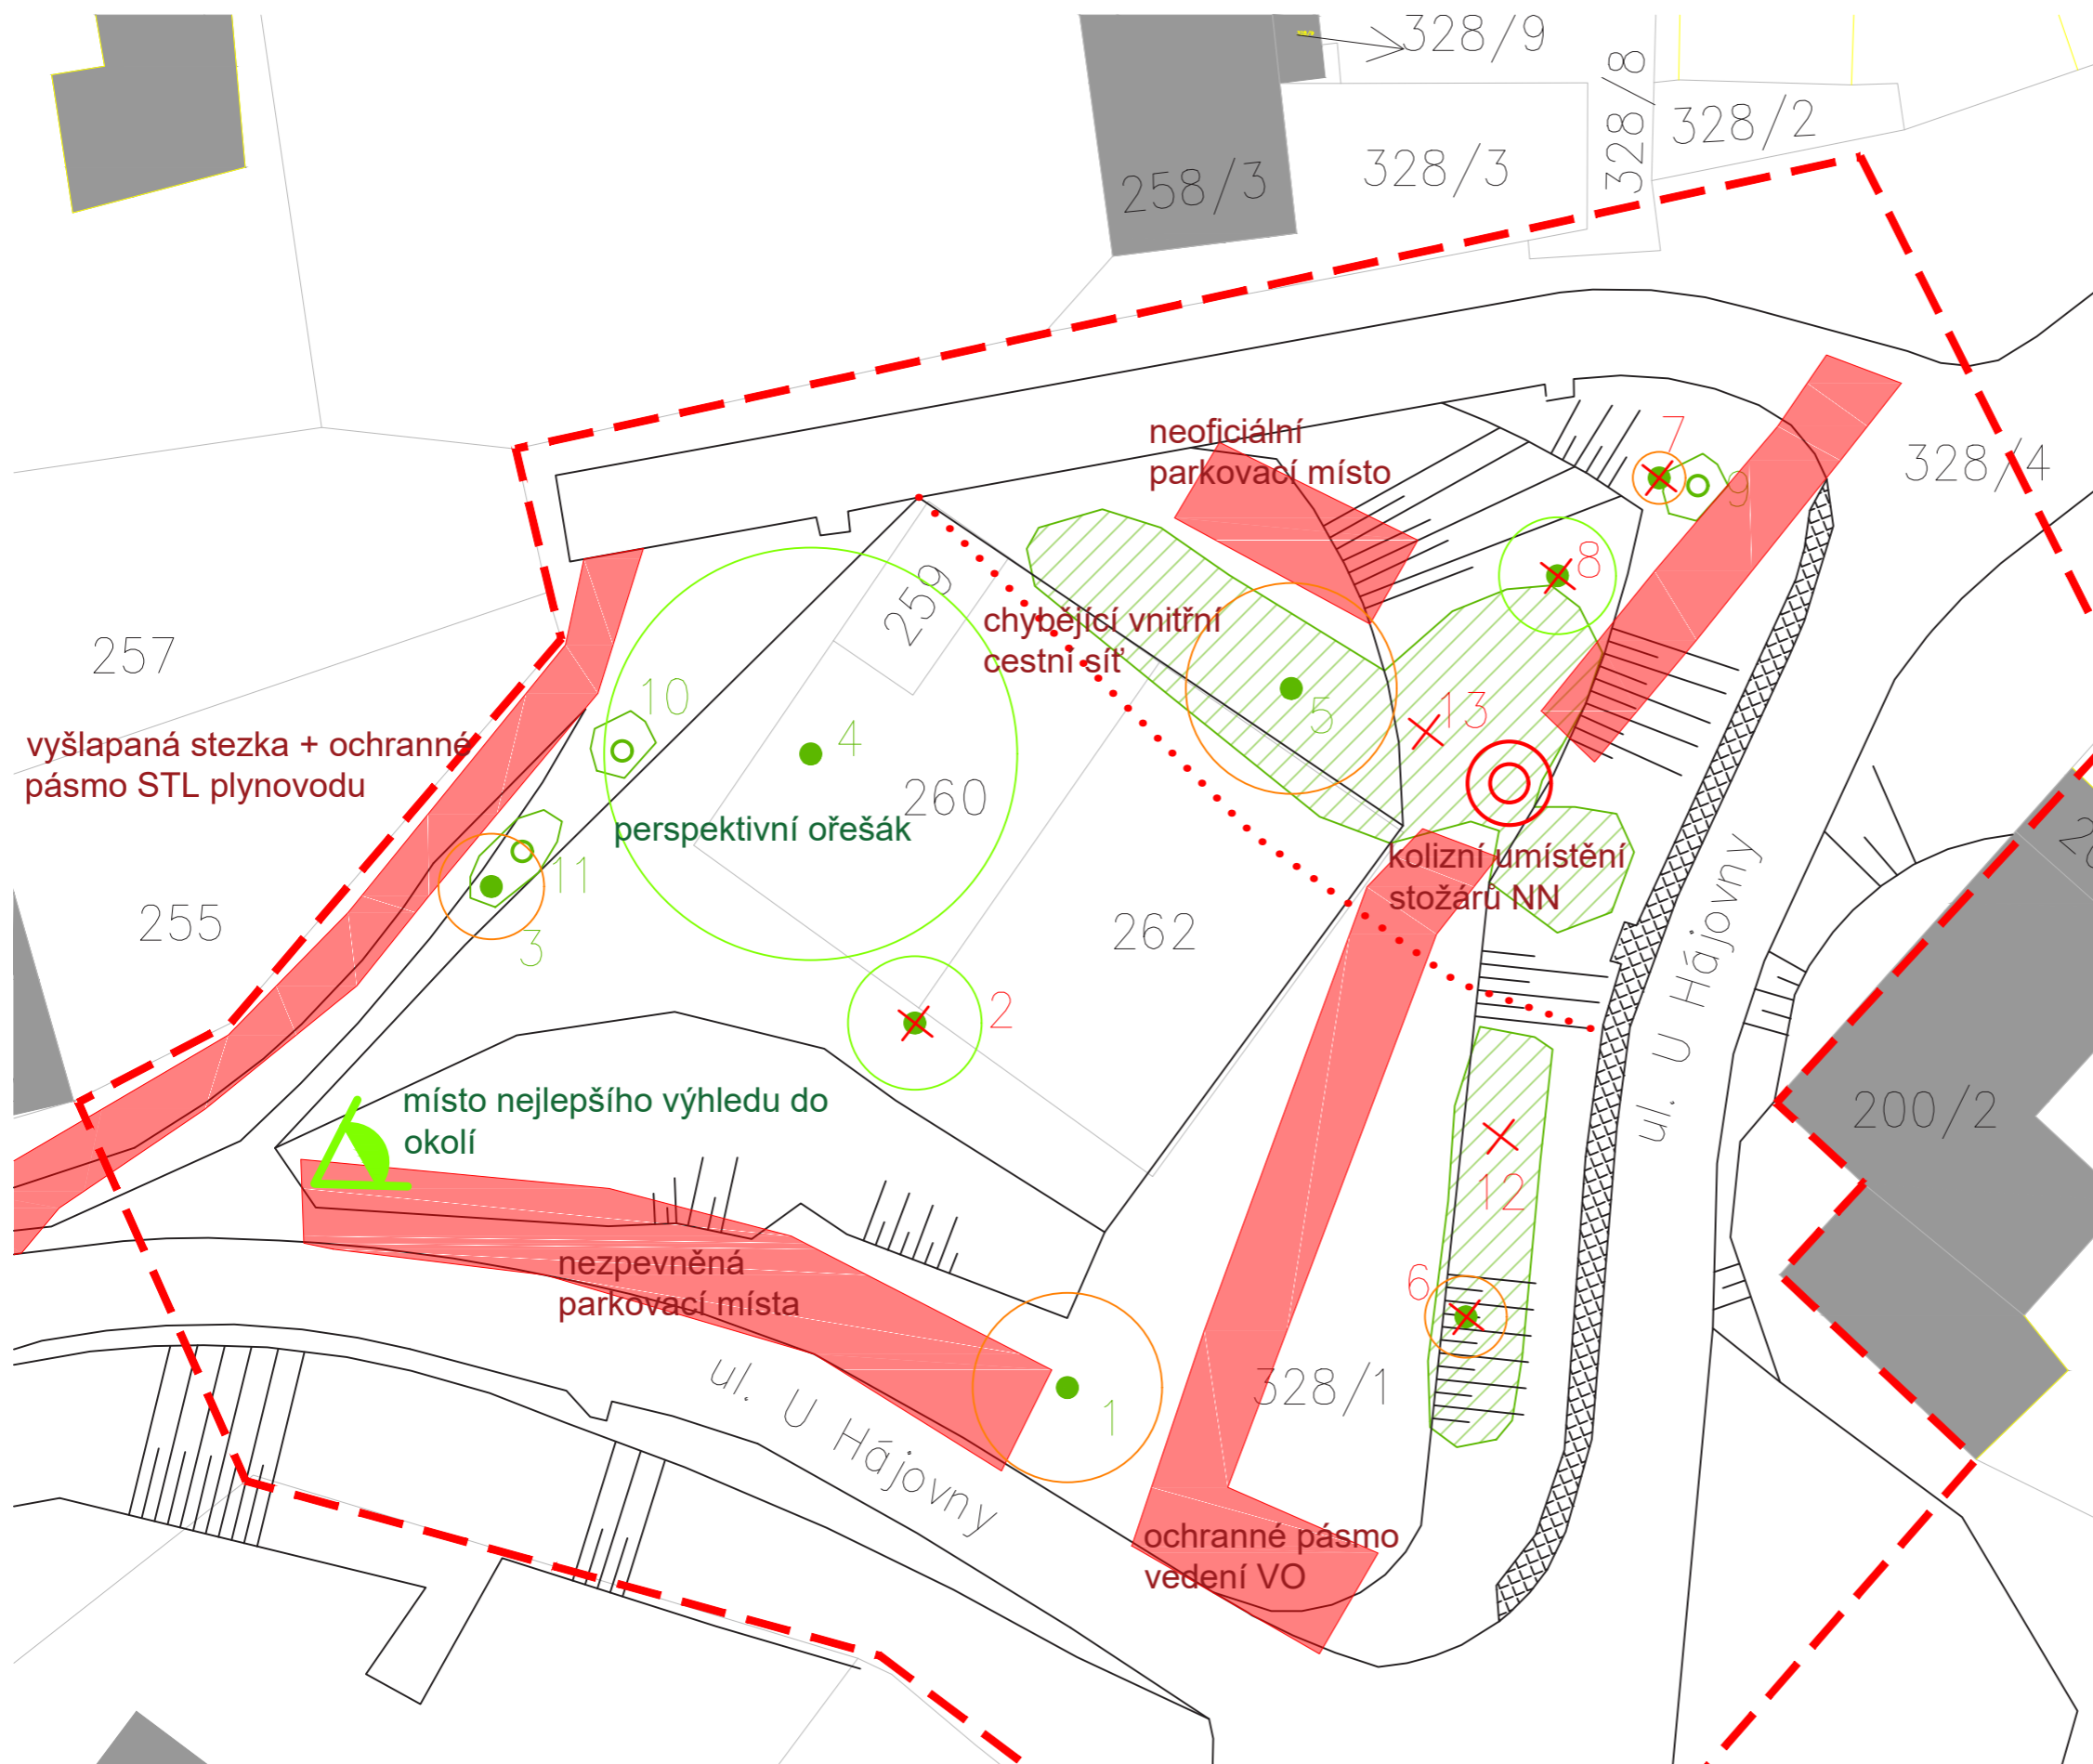 328/9
328/8
328/2
328/3
258/3
neoficiální
parkovací místo
7
9
328/4
8
259
chybějící vnitřní
cestní síť
257
10
5
13
4
vyšlapaná stezka + ochranné
pásmo STL plynovodu
260
perspektivní ořešák
kolizní umístění
stožárů NN
11
3
255
262
ul. U Hájovny
2
místo nejlepšího výhledu do
okolí
200/2
12
nezpevněná
parkovací místa
6
328/1
1
ul. U Hájovny
ochranné pásmo
vedení VO